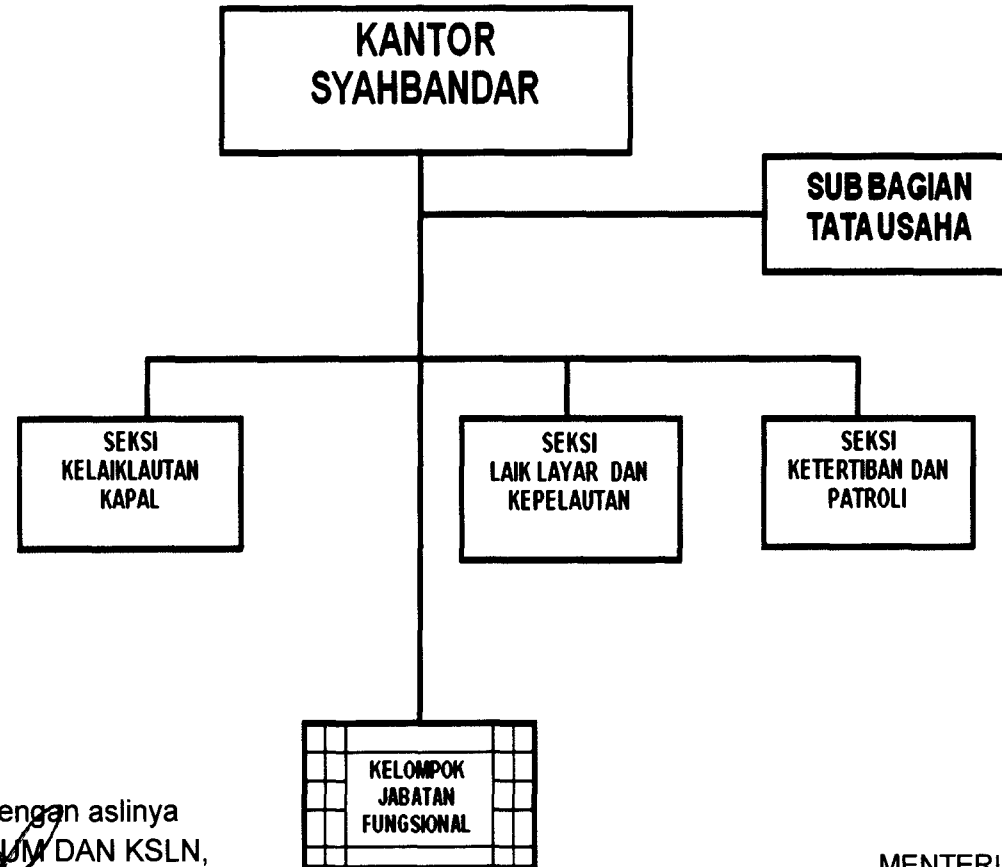 KANTOR
SYAHBANDAR
SUB BAGIAN
TATA USAHA
SEKSI
KELAIKLAUTAN
KAPAL
SEKSI
LAIK LAYAR DAN
KEPELAUTAN
SEKSI
KETERTIBAN DAN
PATROLI
KELOMPOK
JABATAN
FUNGSIONAL
engan aslinya
UM DAN KSLN,
MENTERI